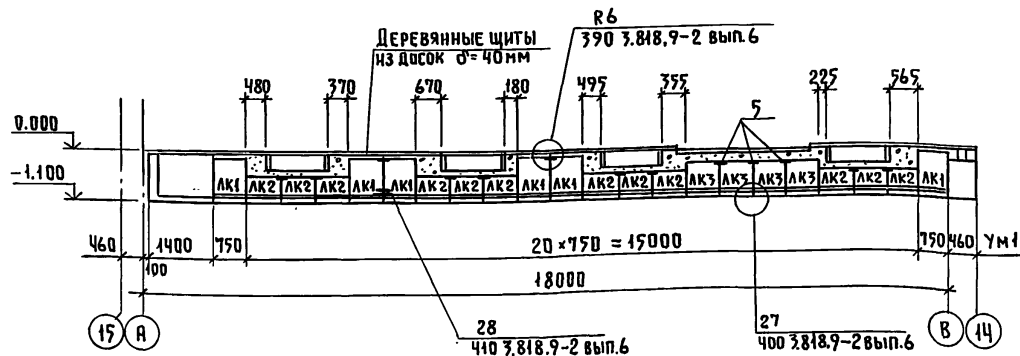 R6
390 3.818.9-2 вып.6
Деревянные щиты
из досок δ = 40мм
480
370
670
180
495
355
5
225
565
0.000
-1.100
ЛК1
ЛК2
ЛК2
ЛК2
ЛК1
ЛК1
ЛК2
ЛК2
ЛК2
ЛК1
ЛК1
ЛК2
ЛК2
ЛК2
ЛК3
ЛК3
ЛК3
ЛК3
ЛК2
ЛК2
ЛК2
ЛК1
460
1400
750
20 × 750 = 15000
750
460
Ум1
100
18000
15
А
28
410 3.818.9-2 вып.6
27
400 3.818.9-2 вып.6
В
14